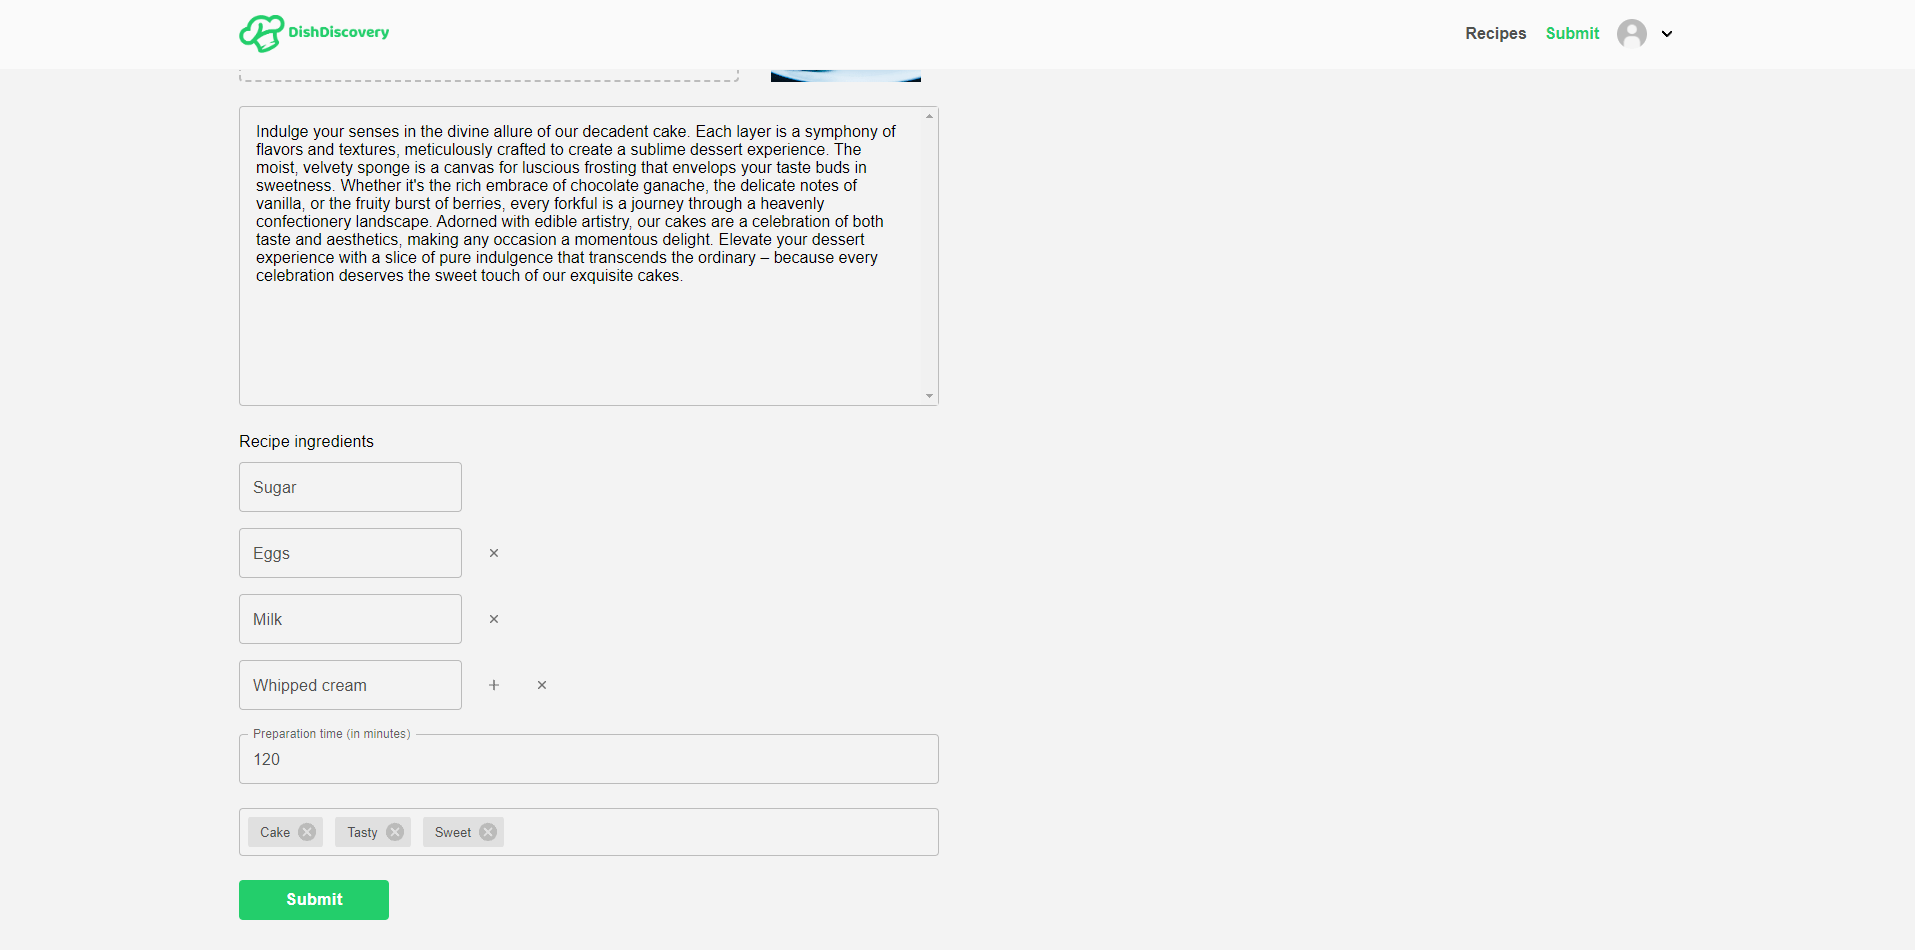 DishDiscovery
Recipes
Submit
Indulge your senses in the divine allure of our decadent cake. Each layer is a symphony of
flavors and textures, meticulously crafted to create a sublime dessert experience. The
moist, velvety sponge is a canvas for luscious frosting that envelops your taste buds in
sweetness. Whether it's the rich embrace of chocolate ganache, the delicate notes of
vanilla, or the fruity burst of berries, every forkful is a journey through a heavenly
confectionery landscape. Adorned with edible artistry, our cakes are a celebration of both
taste and aesthetics, making any occasion a momentous delight. Elevate your dessert
experience with a slice of pure indulgence that transcends the ordinary – because every
celebration deserves the sweet touch of our exquisite cakes.
Recipe ingredients
Sugar
Eggs
Milk
Whipped cream
Preparation time (in minutes)
120
Cake
Tasty
Sweet
Submit